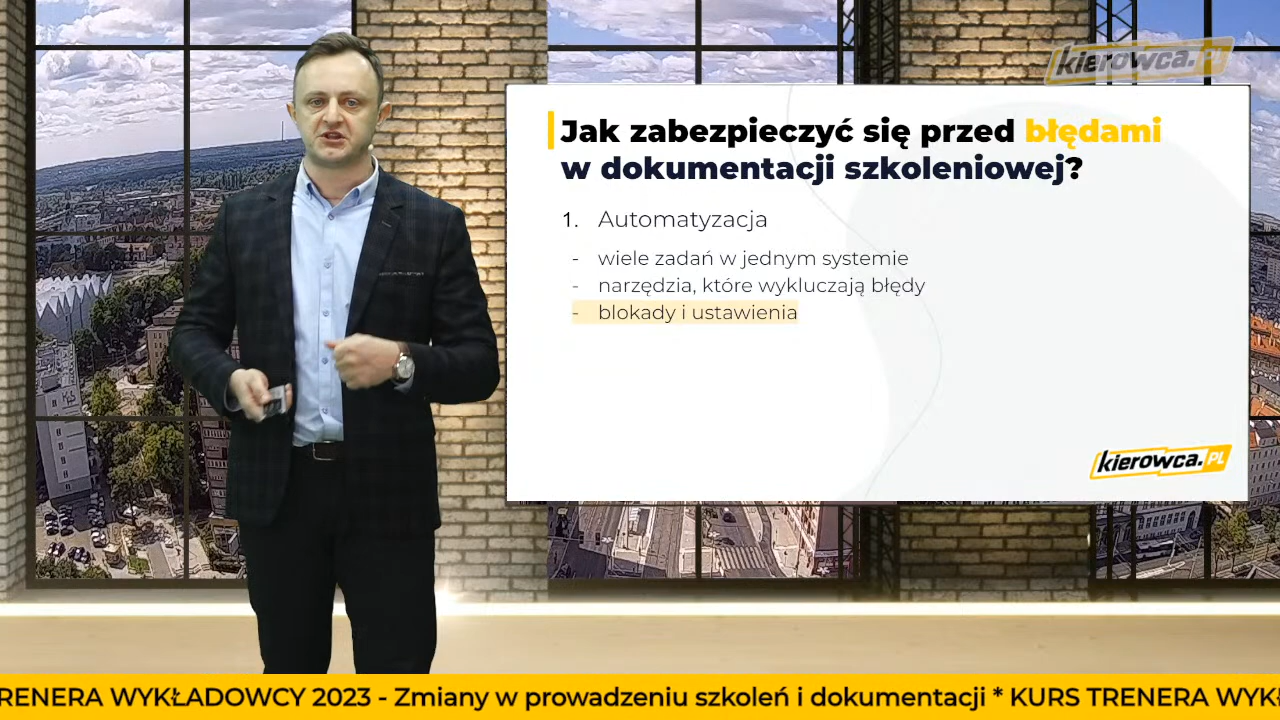 kierowca.PL
Jak zabezpieczyć się przed błędami
w dokumentacji szkoleniowej?
1. Automatyzacja
- wiele zadań w jednym systemie
- narzędzia, które wykluczają błędy
- blokady i ustawienia
kierowca.PL
RENERA WYKŁADOWCY 2023 - Zmiany w prowadzeniu szkoleń i dokumentacji * KURS TRENERA WYK